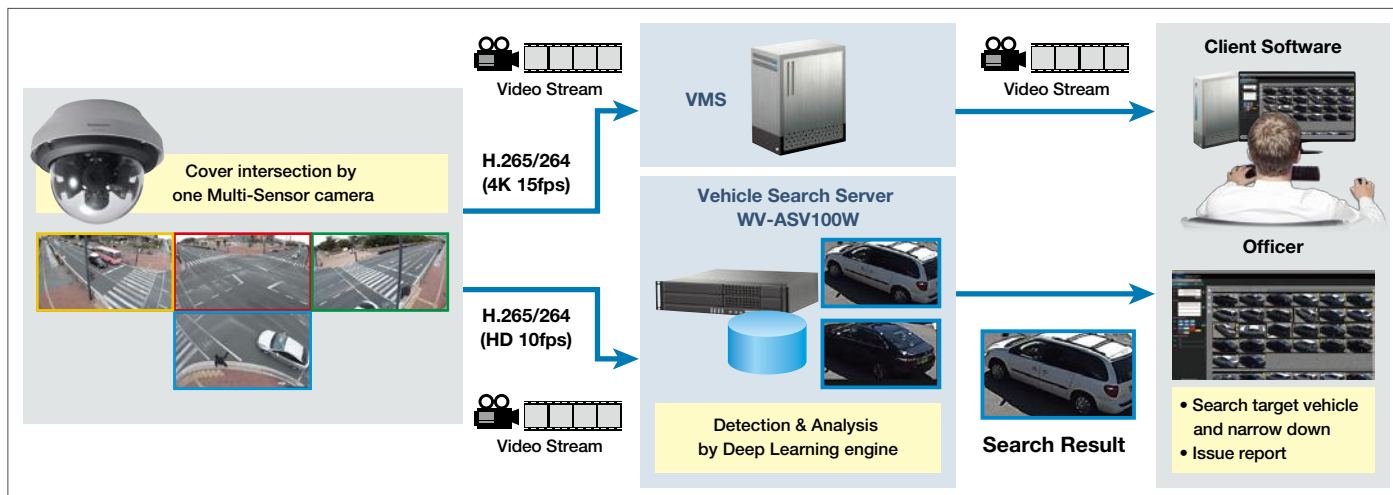 Cover intersection by
one Multi-Sensor camera
Video Stream
H.265/264
(4K 15fps)
H.265/264
(HD 10fps)
Video Stream
VMS
Vehicle Search Server
WV-ASV100W
Detection & Analysis
by Deep Learning engine
Video Stream
Search Result
Client Software
Officer
• Search target vehicle
and narrow down
• Issue report